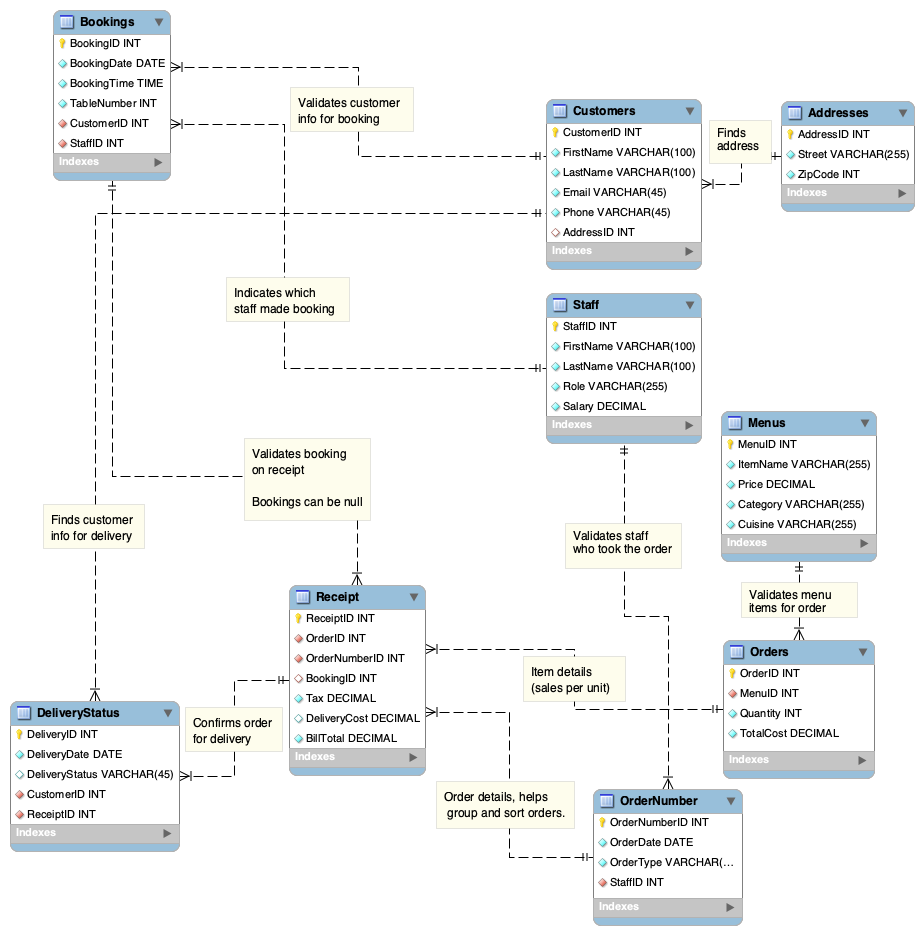 Bookings
BookingID INT
BookingDate DATE
BookingTime TIME
TableNumber INT
CustomerID INT
StaffID INT
Indexes
Validates customer
info for booking
Customers
CustomerID INT
FirstName VARCHAR(100)
LastName VARCHAR(100)
Email VARCHAR(45)
Phone VARCHAR(45)
AddressID INT
Indexes
Finds
address
Addresses
AddressID INT
Street VARCHAR(255)
ZipCode INT
Indexes
Indicates which
staff made booking
Staff
StaffID INT
FirstName VARCHAR(100)
LastName VARCHAR(100)
Role VARCHAR(255)
Salary DECIMAL
Indexes
Menus
MenuID INT
ItemName VARCHAR(255)
Price DECIMAL
Category VARCHAR(255)
Cuisine VARCHAR(255)
Indexes
Validates booking
on receipt
Bookings can be null
Finds customer
info for delivery
Validates staff
who took the order
Validates menu
items for order
Receipt
ReceiptID INT
OrderID INT
OrderNumberID INT
BookingID INT
Tax DECIMAL
DeliveryCost DECIMAL
BillTotal DECIMAL
Indexes
Item details
(sales per unit)
Orders
OrderID INT
MenuID INT
Quantity INT
TotalCost DECIMAL
Indexes
DeliveryStatus
DeliveryID INT
DeliveryDate DATE
DeliveryStatus VARCHAR(45)
CustomerID INT
ReceiptID INT
Indexes
Confirms order
for delivery
Order details, helps
group and sort orders.
OrderNumber
OrderNumberID INT
OrderDate DATE
OrderType VARCHAR(...
StaffID INT
Indexes